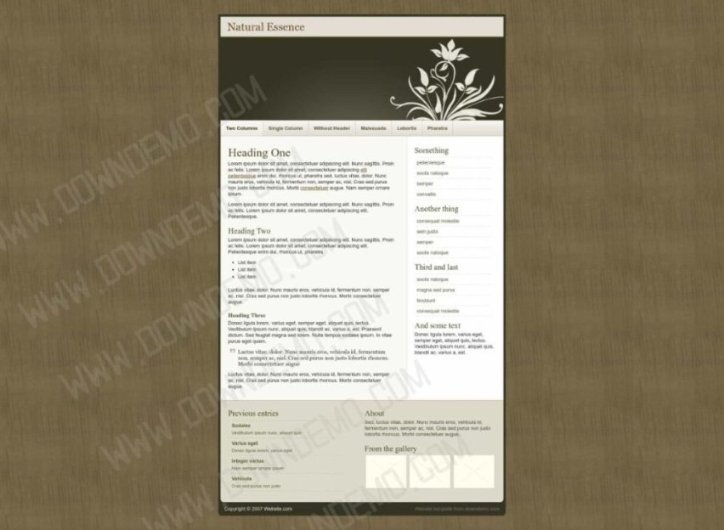 Natural Essence
Two Columns
Single Column
Without Header
Malesuada
Lobortis
Pharetra
Heading One
Lorem ipsum dolor sit amet, consectetuer adipiscing elit. Nunc sagittis. Proin
ac felis. Lorem ipsum dolor sit amet, consectetuer adipiscing elit
pellentesque enim dui, rhoncus ut, pharetra sed, luctus vitae, dolor. Nunc
mauris eros, vehicula id, fermentum non, semper ac, nisl. Cras sed purus
non justo lobortis rhoncus. Morbi consectetuer augue. Nam semper ornare
ipsum.
Lorem ipsum dolor sit amet, consectetuer adipiscing elit. Nunc sagittis.
Lorem ipsum dolor sit amet, consectetuer adipiscing elit.
Pellentesque.
Heading Two
Lorem ipsum dolor sit amet, consectetuer adipiscing elit. Nunc sagittis. Proin
ac felis. Lorem ipsum dolor sit amet, consectetuer adipiscing elit.
Pellentesque enim dui, rhoncus ut, pharetra
List item
List item
List item
Luctus vitae, dolor. Nunc mauris eros, vehicula id, fermentum non, semper
ac, nisl. Cras sed purus non justo lobortis rhoncus. Morbi consectetuer
augue.
Heading Three
Donec ligula lorem, varius eget, semper eget, aliquet quis, lectus.
Vestibulum ipsum nunc, aliquet quis, blandit ac, varius a, est. Praesent
dictum. Sed feugiat magna sed lorem. Nulla tempus sodales ipsum. In vitae
purus eget quam.
Luctus vitae, dolor. Nunc mauris eros, vehicula id, fermentum
non, semper ac, nisl. Cras sed purus non justo lobortis rhoncus.
Morbi consectetuer augue
Luctus vitae, dolor. Nunc mauris eros, vehicula id, fermentum non, semper
ac, nisl. Cras sed purus non justo lobortis rhoncus. Morbi consectetuer
augue.
Something
pellentesque
sociis natoque
semper
convallis
Another thing
consequat molestie
sem justo
semper
sociis natoque
Third and last
sociis natoque
magna sed purus
tincidunt
consequat molestie
And some text
Donec ligula lorem, varius eget,
semper eget, aliquet quis, lectus.
Vestibulum ipsum nunc, aliquet quis,
blandit ac, varius a, est.
Previous entries
Sodales
Vestibulum ipsum nunc, aliquet quis
Varius eget
Donec ligula lorem, varius eget
Integer varius
Nam semper ornare ipsum
Vehicula
Cras sed purus non justo
About
Sed, luctus vitae, dolor. Nunc mauris eros, vehicula id,
fermentum non, semper ac, nisl. Cras sed purus non justo
lobortis rhoncus. Morbi consectetuer augue.
From the gallery
Copyright © 2007 Website.com
WWW.DOWNDEMO.COM
WWW.DOWNDEMO.COM
WWW.DOWNDEMO.COM